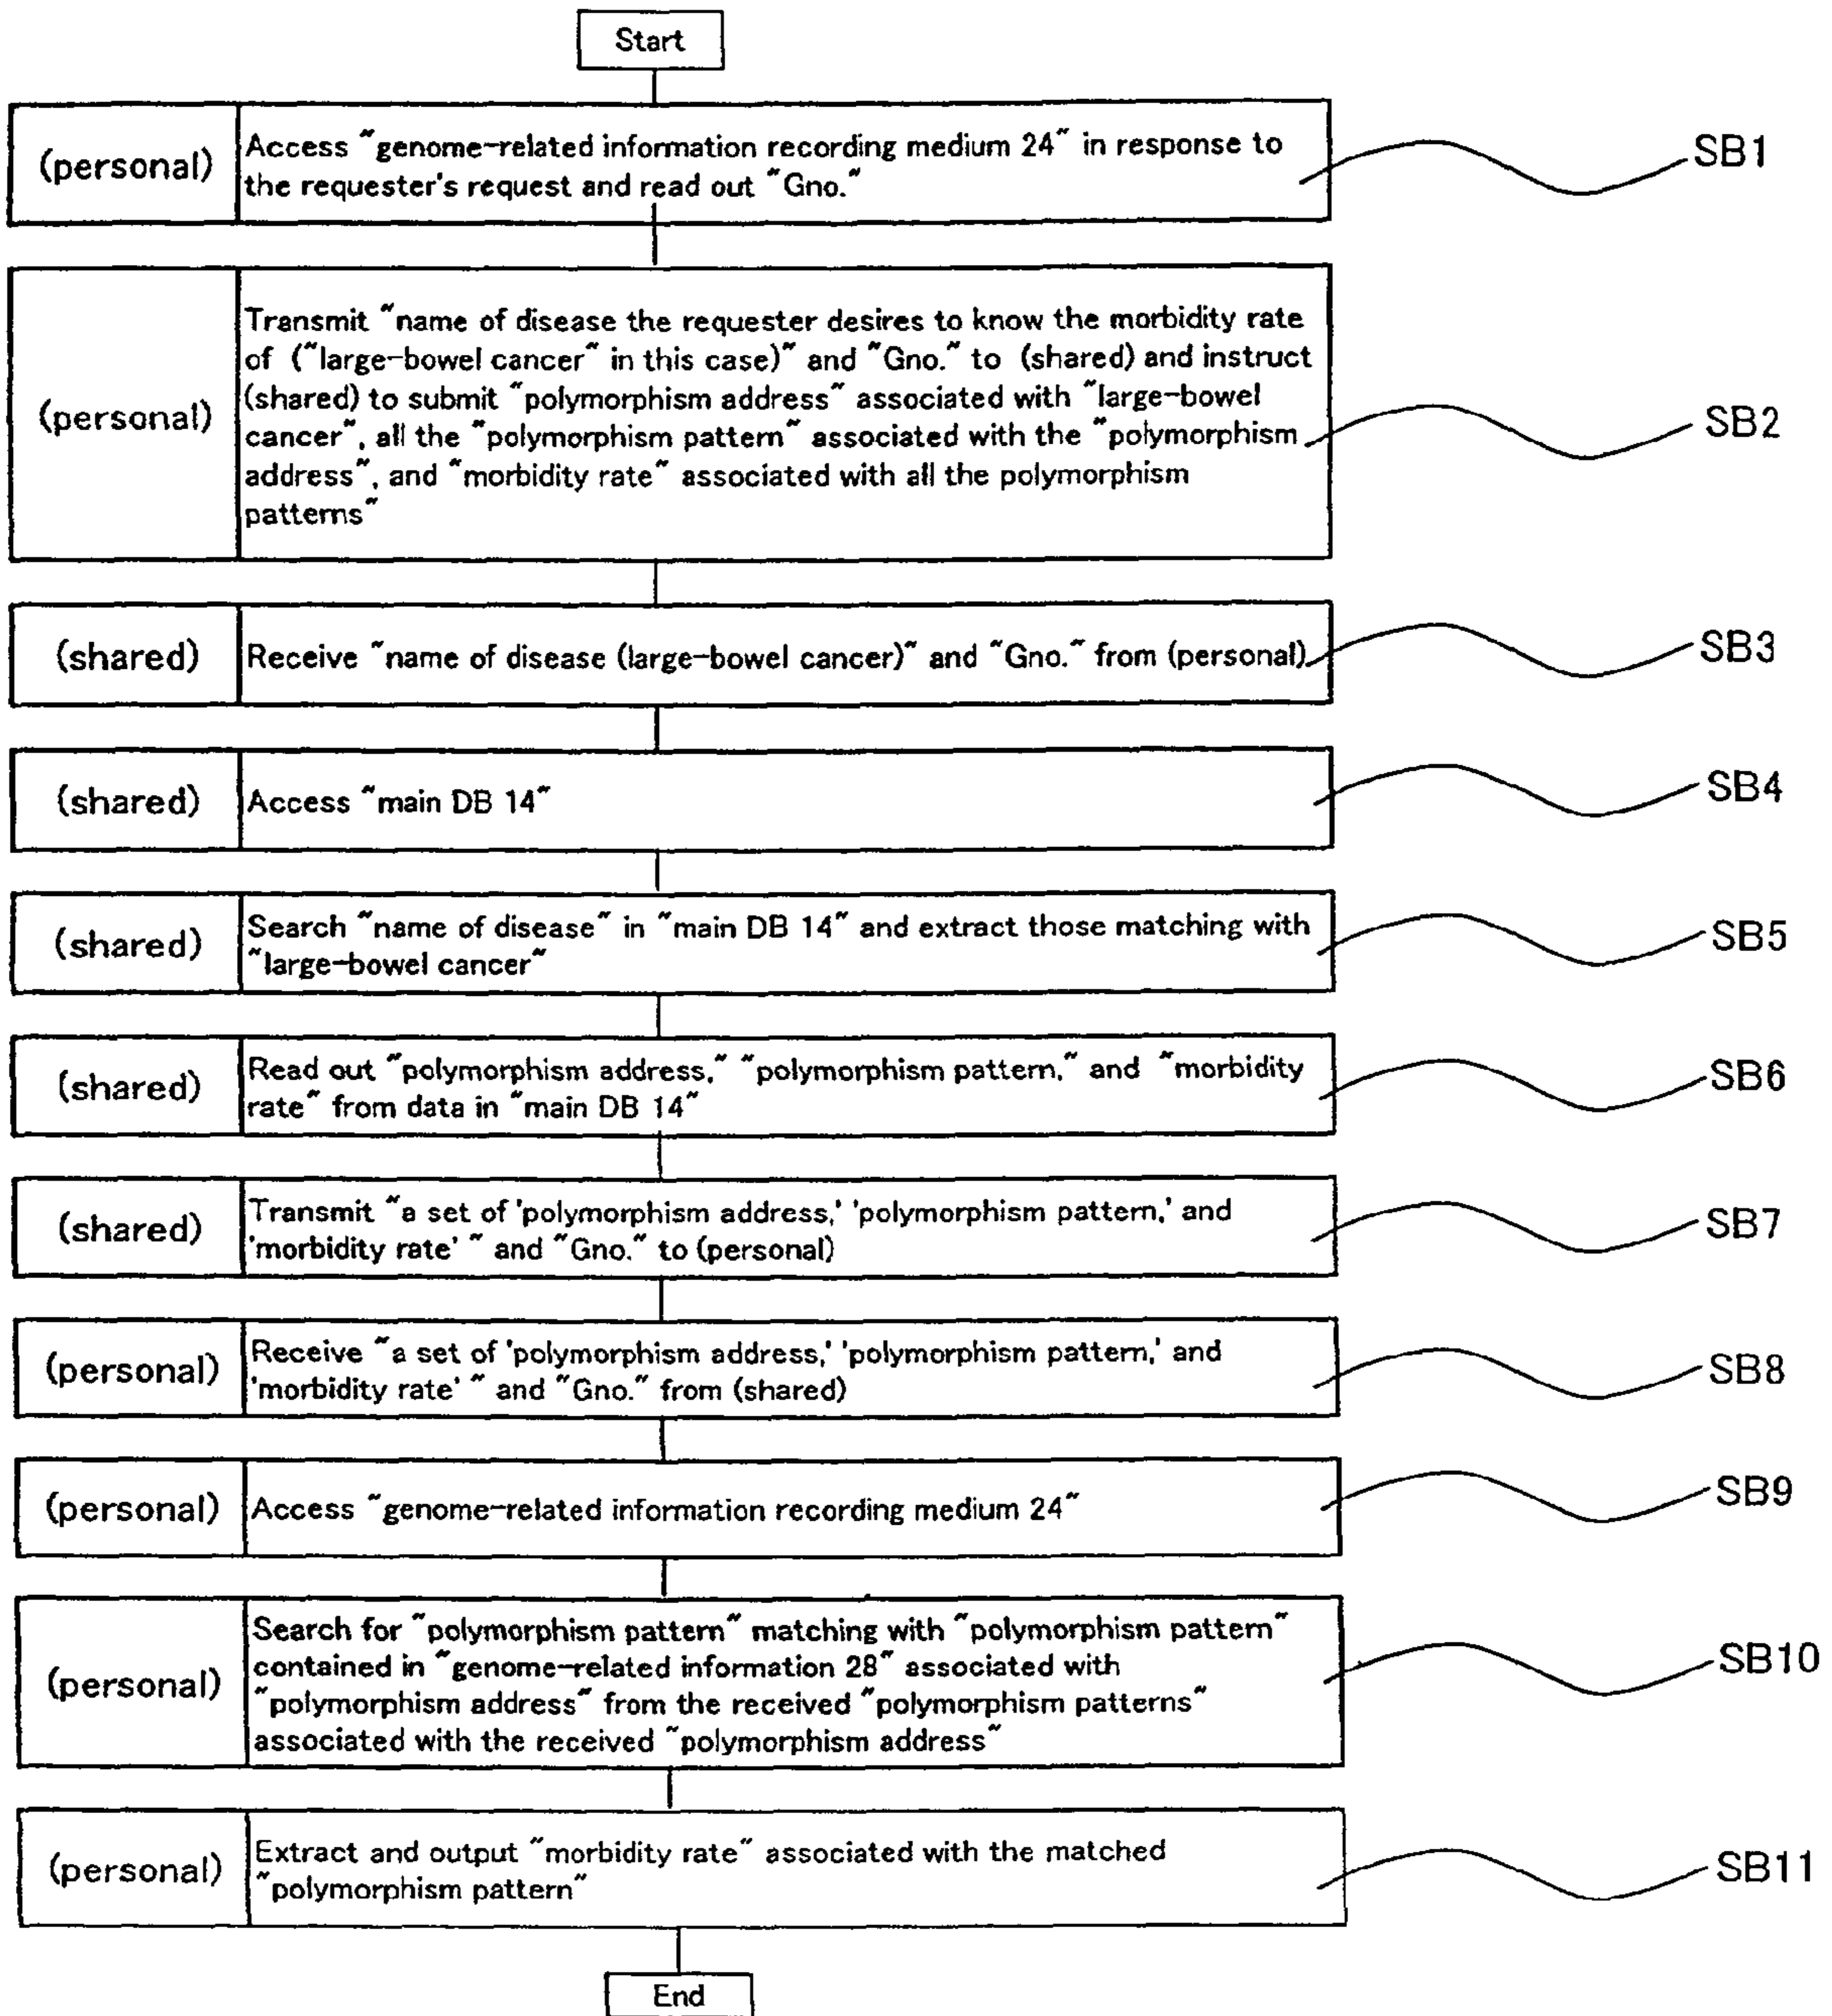 Start
(personal)
Access "genome-related information recording medium 24" in response to
the requester's request and read out "Gno."
SB1
(personal)
Transmit "name of disease the requester desires to know the morbidity rate
of ("large-bowel cancer" in this case)" and "Gno." to (shared) and instruct
(shared) to submit "polymorphism address" associated with "large-bowel
cancer", all the "polymorphism pattern" associated with the "polymorphism
address", and "morbidity rate" associated with all the polymorphism
patterns"
SB2
(shared)
Receive "name of disease (large-bowel cancer)" and "Gno." from (personal)
SB3
(shared)
Access "main DB 14"
SB4
(shared)
Search "name of disease" in "main DB 14" and extract those matching with
"large-bowel cancer"
SB5
(shared)
Read out "polymorphism address," "polymorphism pattern," and "morbidity
rate" from data in "main DB 14"
SB6
(shared)
Transmit "a set of 'polymorphism address,' 'polymorphism pattern,' and
'morbidity rate' " and "Gno." to (personal)
SB7
(personal)
Receive "a set of 'polymorphism address,' 'polymorphism pattern,' and
'morbidity rate' " and "Gno." from (shared)
SB8
(personal)
Access "genome-related information recording medium 24"
SB9
(personal)
Search for "polymorphism pattern" matching with "polymorphism pattern"
contained in "genome-related information 28" associated with
"polymorphism address" from the received "polymorphism patterns"
associated with the received "polymorphism address"
SB10
(personal)
Extract and output "morbidity rate" associated with the matched
"polymorphism pattern"
SB11
End